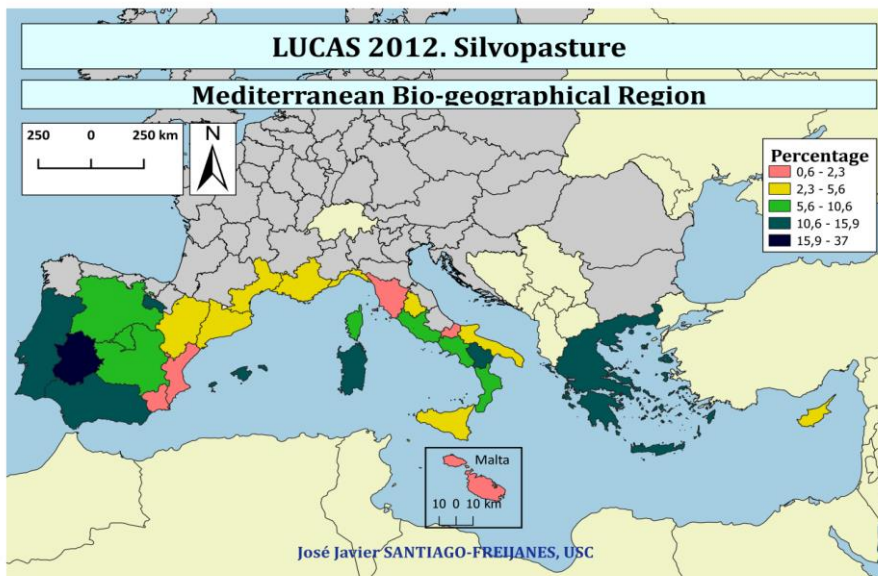 LUCAS 2012. Silvopasture
Mediterranean Bio-geographical Region
250 0 250 km
N
Percentage
0,6 - 2,3
2,3 - 5,6
5,6 - 10,6
10,6 - 15,9
15,9 - 37
Malta
10 0 10 km
José Javier SANTIAGO-FREIJANES, USC